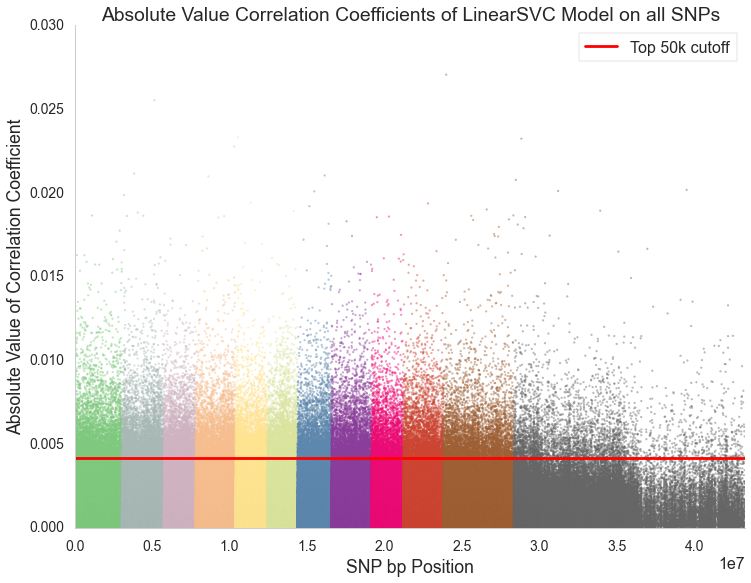 Absolute Value Correlation Coefficients of LinearSVC Model on all SNPs
Top 50k cutoff
Absolute Value of Correlation Coefficient
0.030
0.025
0.020
0.015
0.010
0.005
0.000
0.0 0.5 1.0 1.5 2.0 2.5 3.0 3.5 4.0
1e7
SNP bp Position